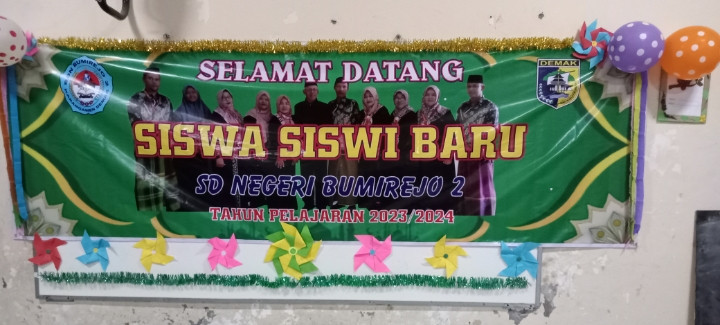 SELAMAT DATANG
SISWA SISWI BARU
SD NEGERI BUMIREJO 2
TAHUN PELAJARAN 2023/2024
DEMAK